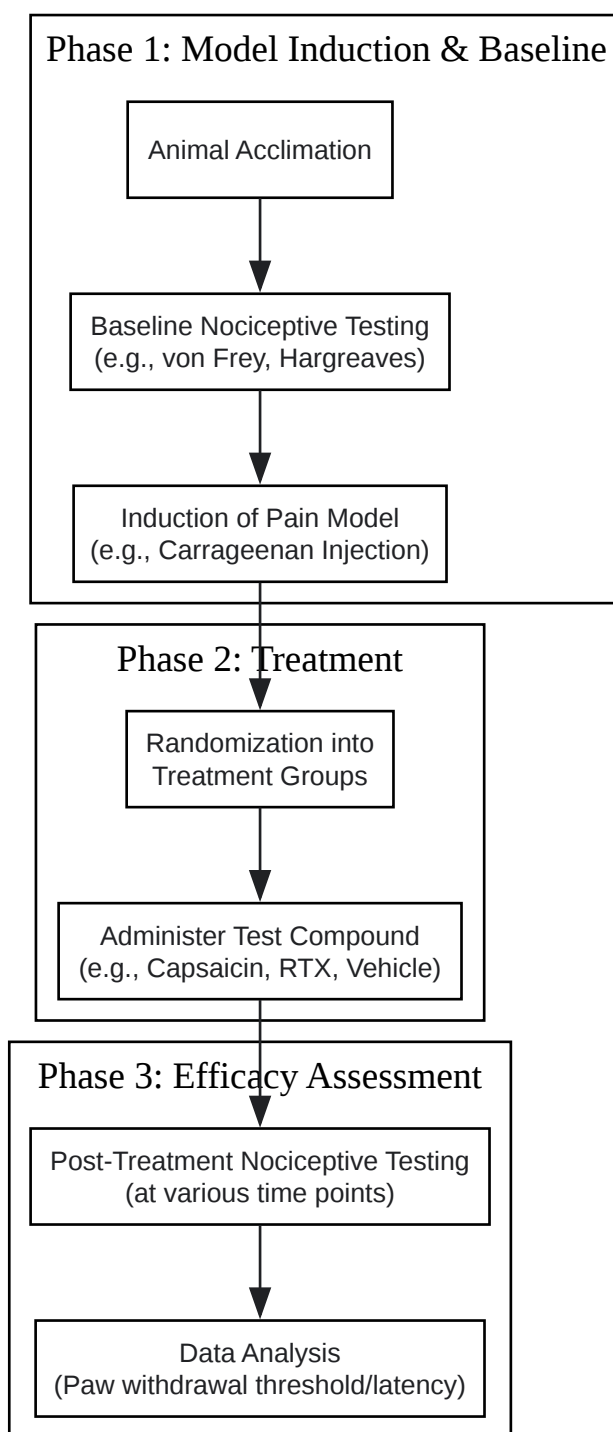 Phase 1: Model Induction & Baseline
Animal Acclimation
Baseline Nociceptive Testing
(e.g., von Frey, Hargreaves)
Induction of Pain Model
(e.g., Carrageenan Injection)
Phase 2: Treatment
Randomization into
Treatment Groups
Administer Test Compound
(e.g., Capsaicin, RTX, Vehicle)
Phase 3: Efficacy Assessment
Post-Treatment Nociceptive Testing
(at various time points)
Data Analysis
(Paw withdrawal threshold/latency)